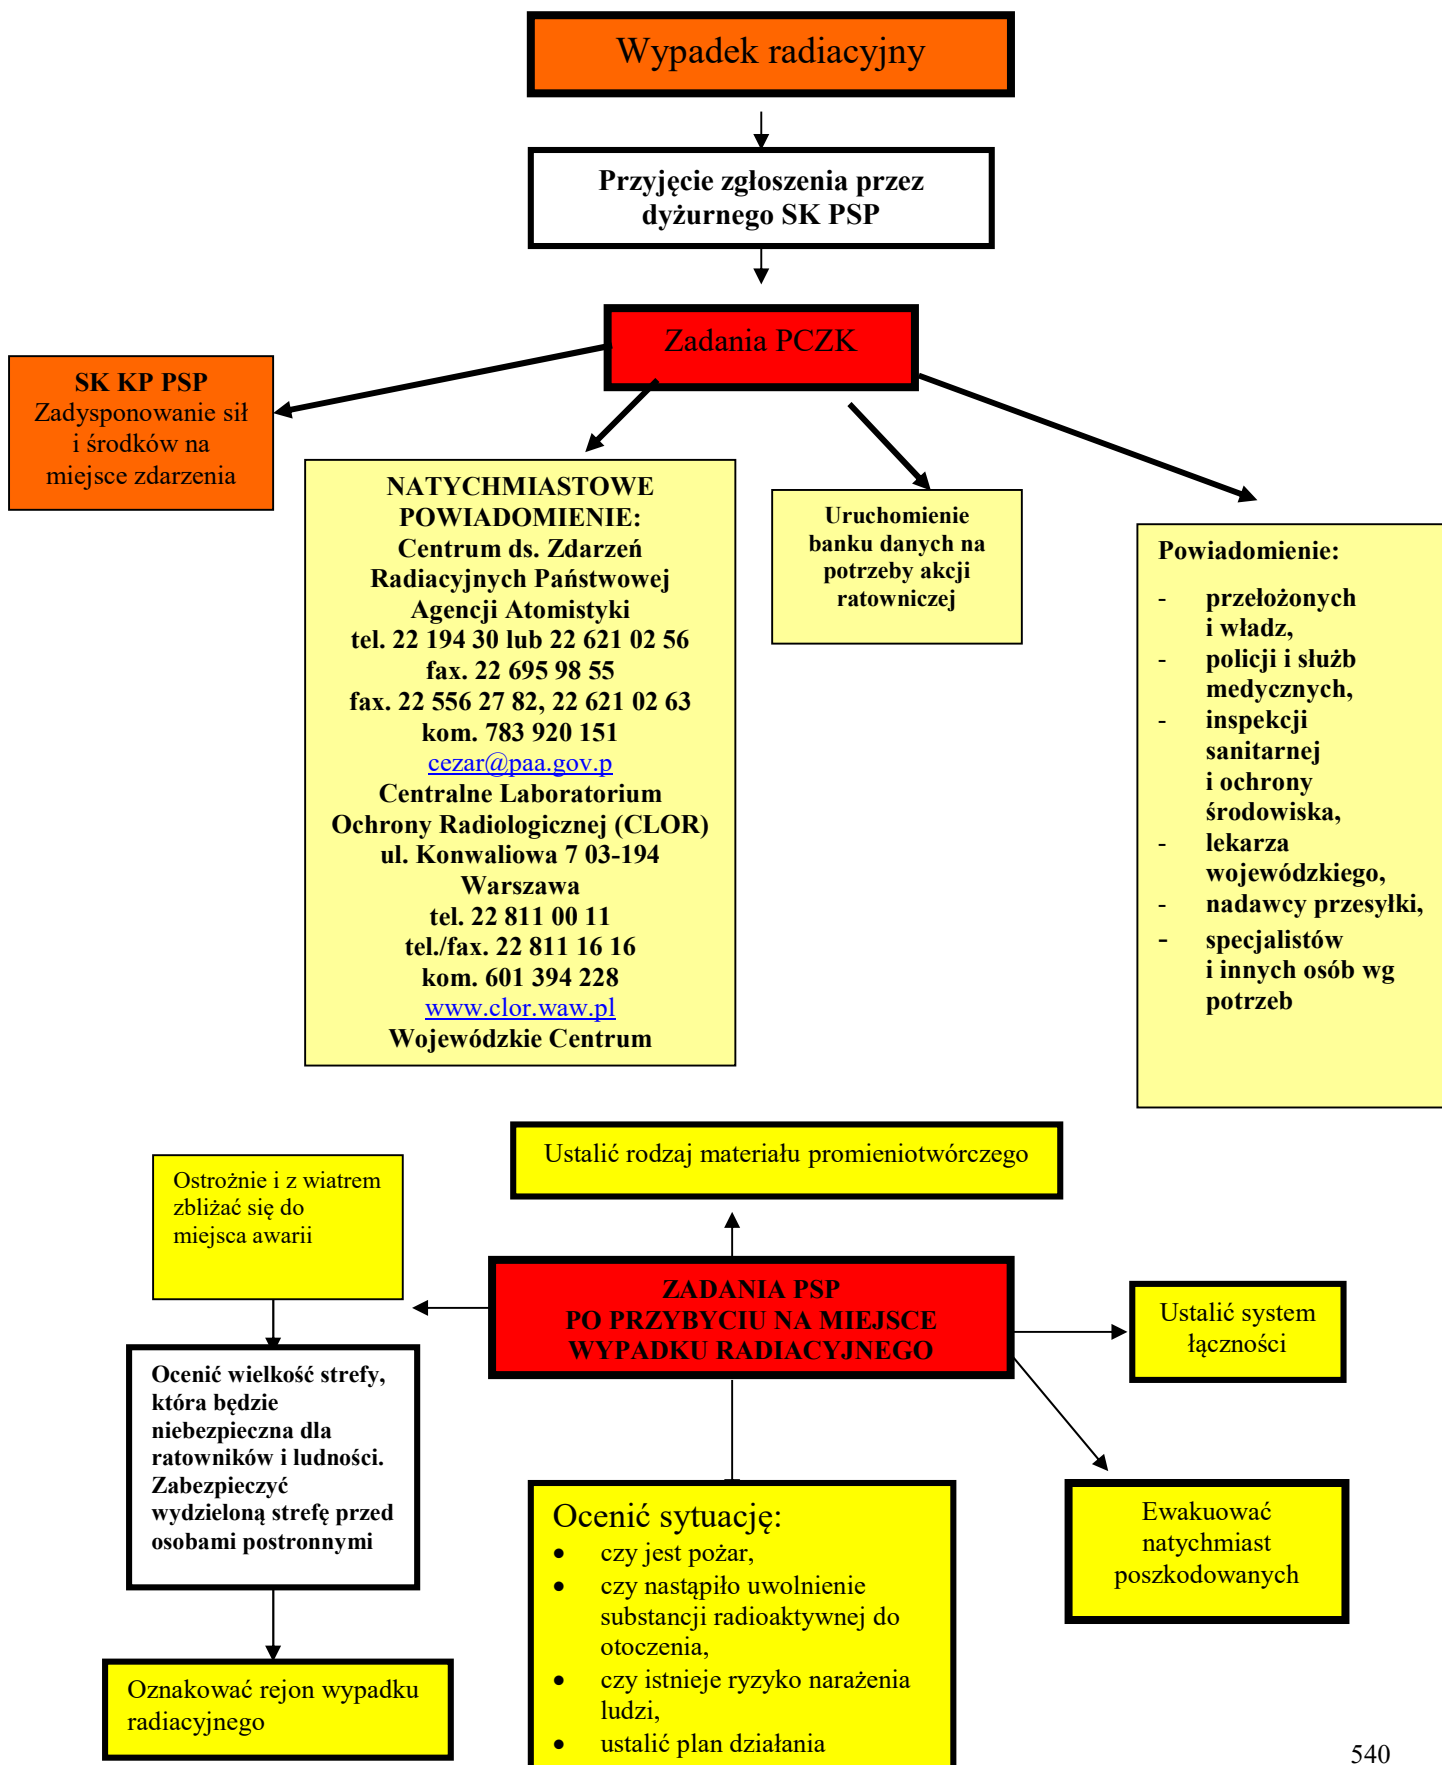 Wypadek radiacyjny
Przyjęcie zgłoszenia przez
dyżurnego SK PSP
Zadania PCZK
SK KP PSP
Zadysponowanie sił
i środków na
miejsce zdarzenia
NATYCHMIASTOWE
POWIADOMIENIE:
Centrum ds. Zdarzeń
Radiacyjnych Państwowej
Agencji Atomistyki
tel. 22 194 30 lub 22 621 02 56
fax. 22 695 98 55
fax. 22 556 27 82, 22 621 02 63
kom. 783 920 151
cezar@paa.gov.p
Centralne Laboratorium
Ochrony Radiologicznej (CLOR)
ul. Konwaliowa 7 03-194
Warszawa
tel. 22 811 00 11
tel./fax. 22 811 16 16
kom. 601 394 228
www.clor.waw.pl
Wojewódzkie Centrum
Uruchomienie
banku danych na
potrzeby akcji
ratowniczej
Powiadomienie:
- przełożonych
i władz,
- policji i służb
medycznych,
- inspekcji
sanitarnej
i ochrony
środowiska,
- lekarza
wojewódzkiego,
- nadawcy przesyłki,
- specjalistów
i innych osób wg
potrzeb
Ustalić rodzaj materiału promieniotwórczego
Ostrożnie i z wiatrem
zbliżać się do
miejsca awarii
ZADANIA PSP
PO PRZYBYCIU NA MIEJSCE
WYPADKU RADIACYJNEGO
Ustalić system
łączności
Ocenić wielkość strefy,
która będzie
niebezpieczna dla
ratowników i ludności.
Zabezpieczyć
wydzieloną strefę przed
osobami postronnymi
Ocenić sytuację:
• czy jest pożar,
• czy nastąpiło uwolnienie
substancji radioaktywnej do
otoczenia,
• czy istnieje ryzyko narażenia
ludzi,
• ustalić plan działania
Ewakuować
natychmiast
poszkodowanych
Oznakować rejon wypadku
radiacyjnego
540